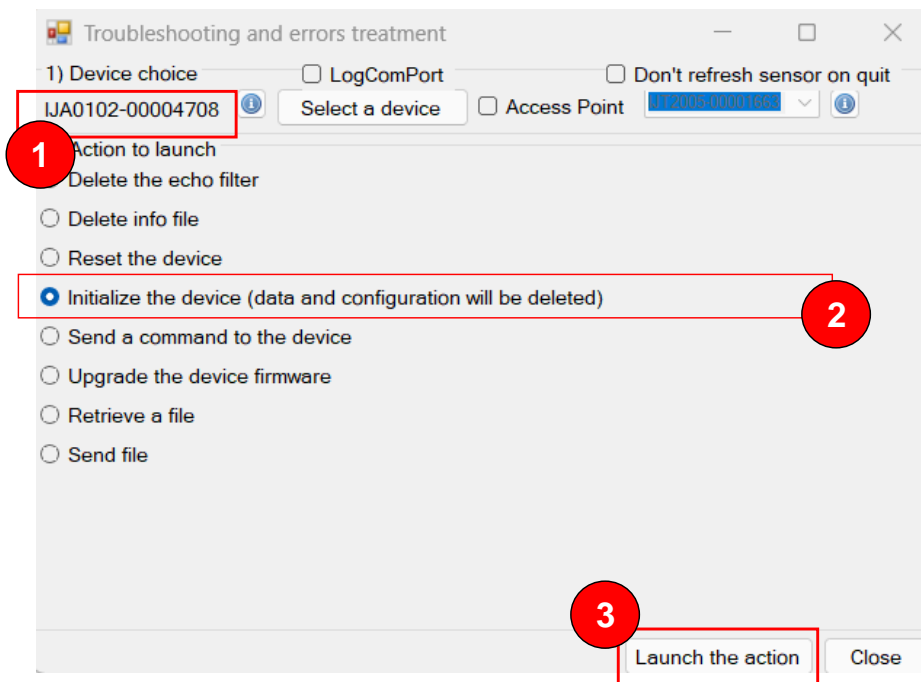 Troubleshooting and errors treatment
1) Device choice LogComPort Don't refresh sensor on quit
IJA0102-00004708 Select a device Access Point IJT2005-00001663
1 Action to launch
Delete the echo filter
Delete info file
Reset the device
Initialize the device (data and configuration will be deleted)
2
Send a command to the device
Upgrade the device firmware
Retrieve a file
Send file
3
Launch the action Close